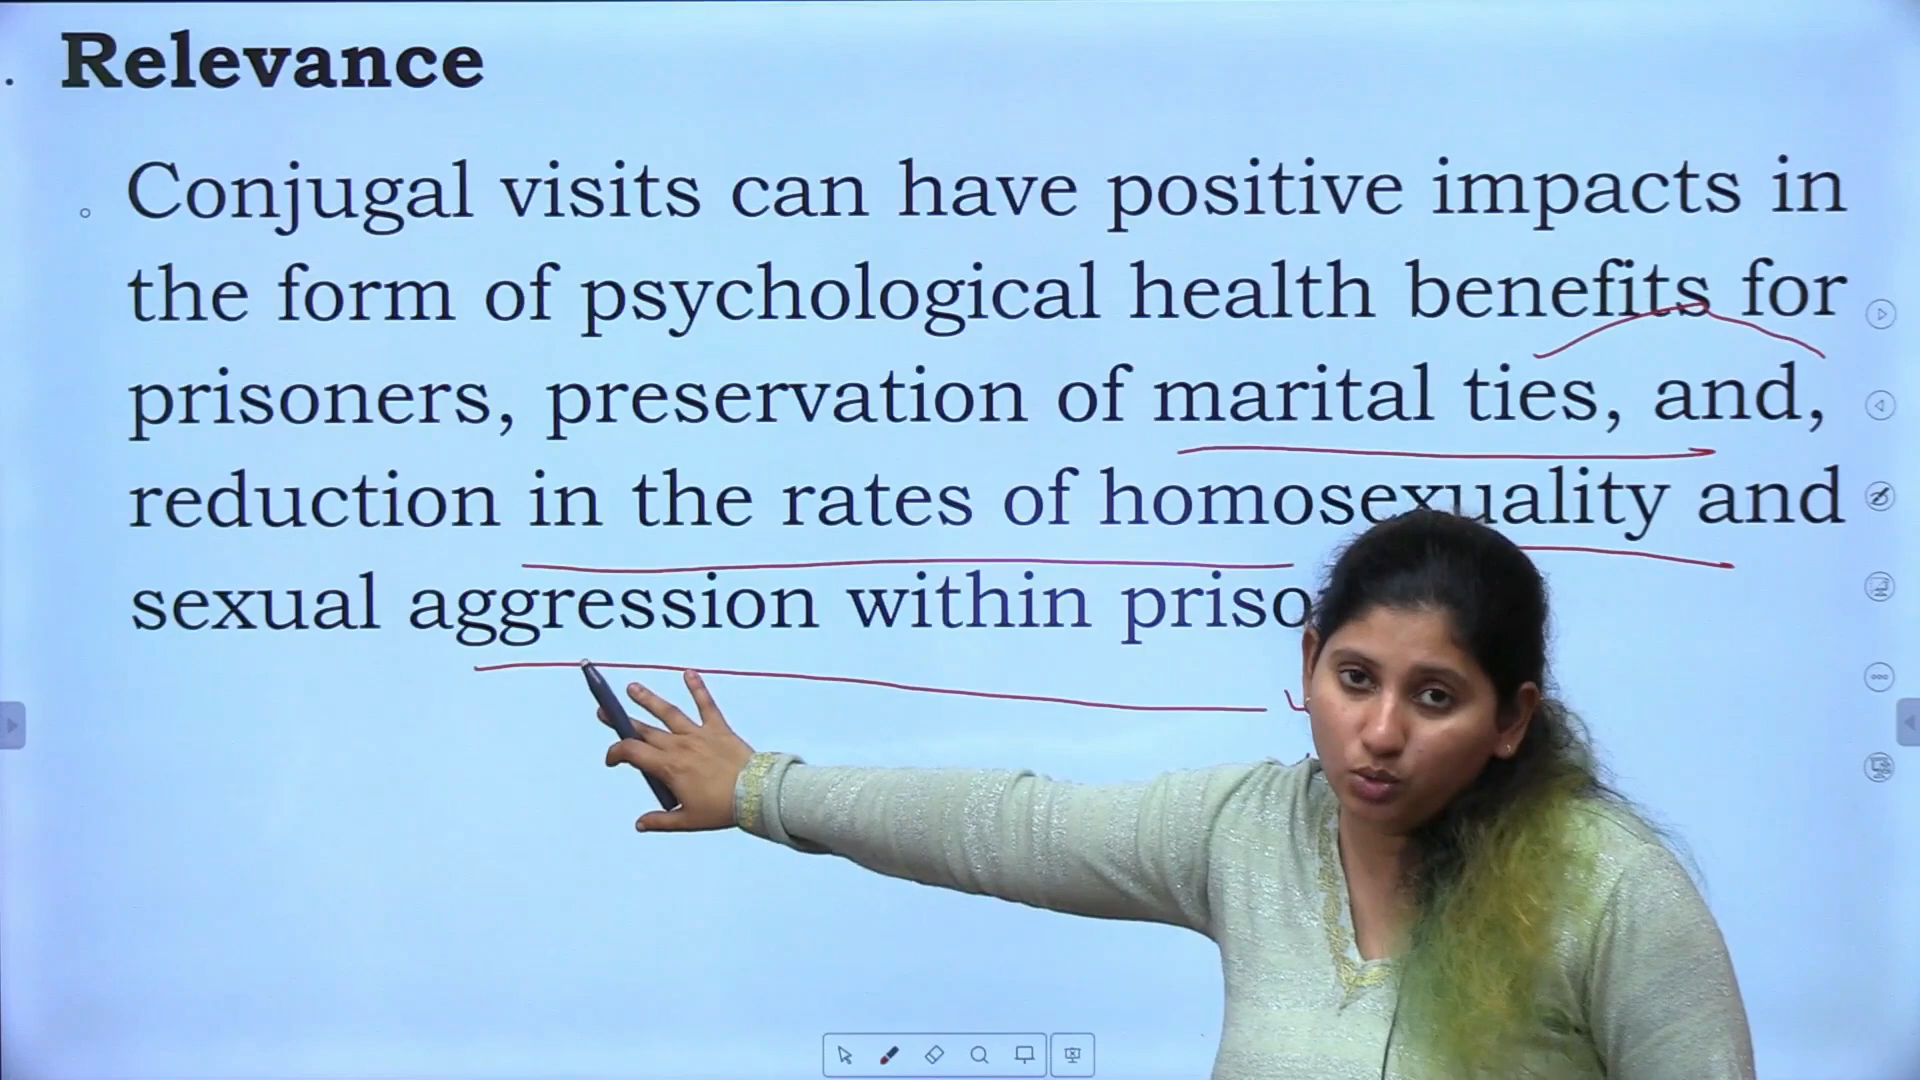 Relevance
Conjugal visits can have positive impacts in
the form of psychological health benefits for
prisoners, preservation of marital ties, and,
reduction in the rates of homosexuality and
sexual aggression within